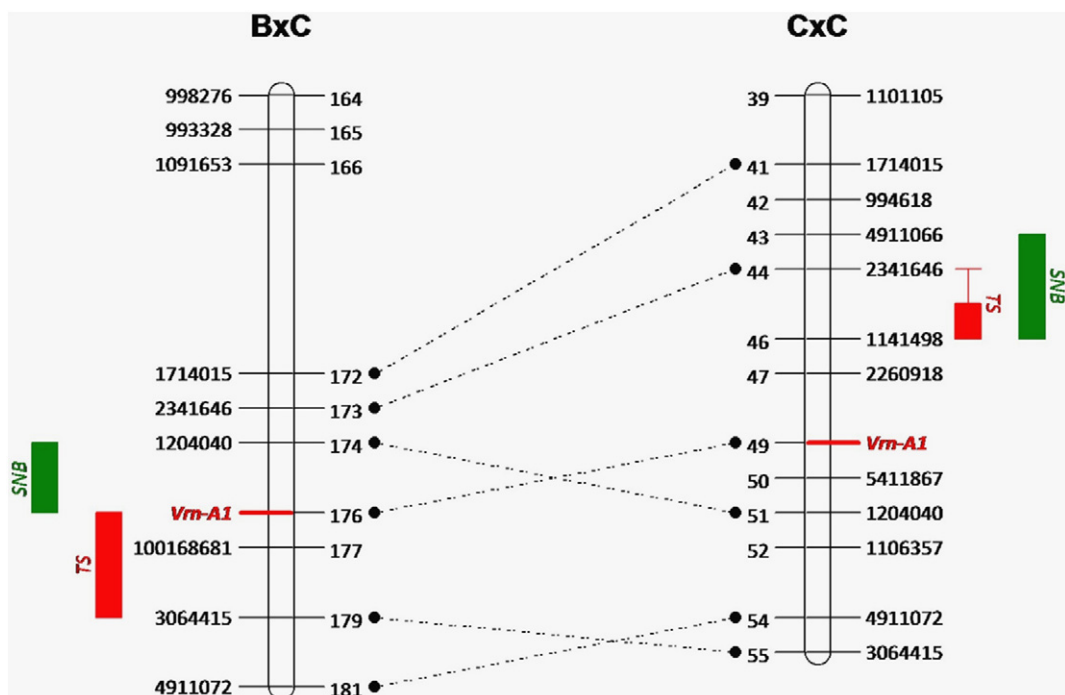 BxC CxC
998276 164 39 1101105
993328 165
1091653 166 41 1714015
42 994618
43 4911066
44 2341646
SNB
TS
46 1141498
1714015 172 47 2260918
2341646 173
1204040 174 49 Vrn-A1
SNB
50 5411867
Vrn-A1 176 51 1204040
100168681 177 52 1106357
TS
3064415 179 54 4911072
55 3064415
4911072 181